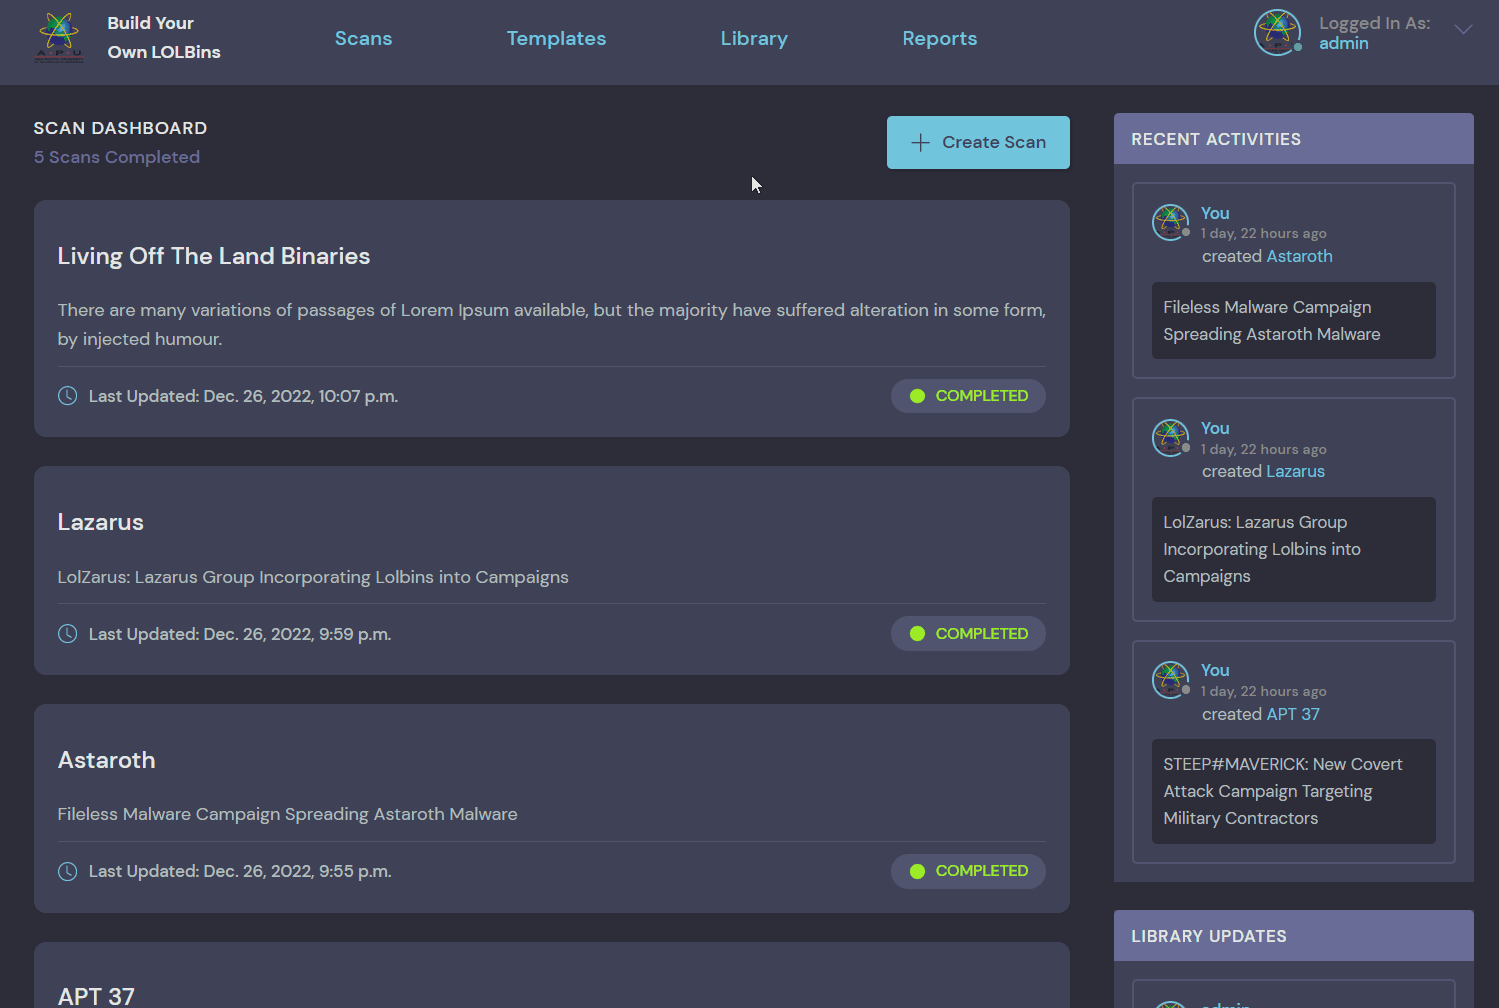 Build Your
Own LOLBins
Scans
Templates
Library
Reports
Logged In As:
admin
SCAN DASHBOARD
5 Scans Completed
Create Scan
Living Off The Land Binaries
There are many variations of passages of Lorem Ipsum available, but the majority have suffered alteration in some form,
by injected humour.
Last Updated: Dec. 26, 2022, 10:07 p.m.
COMPLETED
Lazarus
LolZarus: Lazarus Group Incorporating Lolbins into Campaigns
Last Updated: Dec. 26, 2022, 9:59 p.m.
COMPLETED
Astaroth
Fileless Malware Campaign Spreading Astaroth Malware
Last Updated: Dec. 26, 2022, 9:55 p.m.
COMPLETED
APT 37
RECENT ACTIVITIES
You
1 day, 22 hours ago
created Astaroth
Fileless Malware Campaign
Spreading Astaroth Malware
You
1 day, 22 hours ago
created Lazarus
LolZarus: Lazarus Group
Incorporating Lolbins into
Campaigns
You
1 day, 22 hours ago
created APT 37
STEEP#MAVERICK: New Covert
Attack Campaign Targeting
Military Contractors
LIBRARY UPDATES
admin